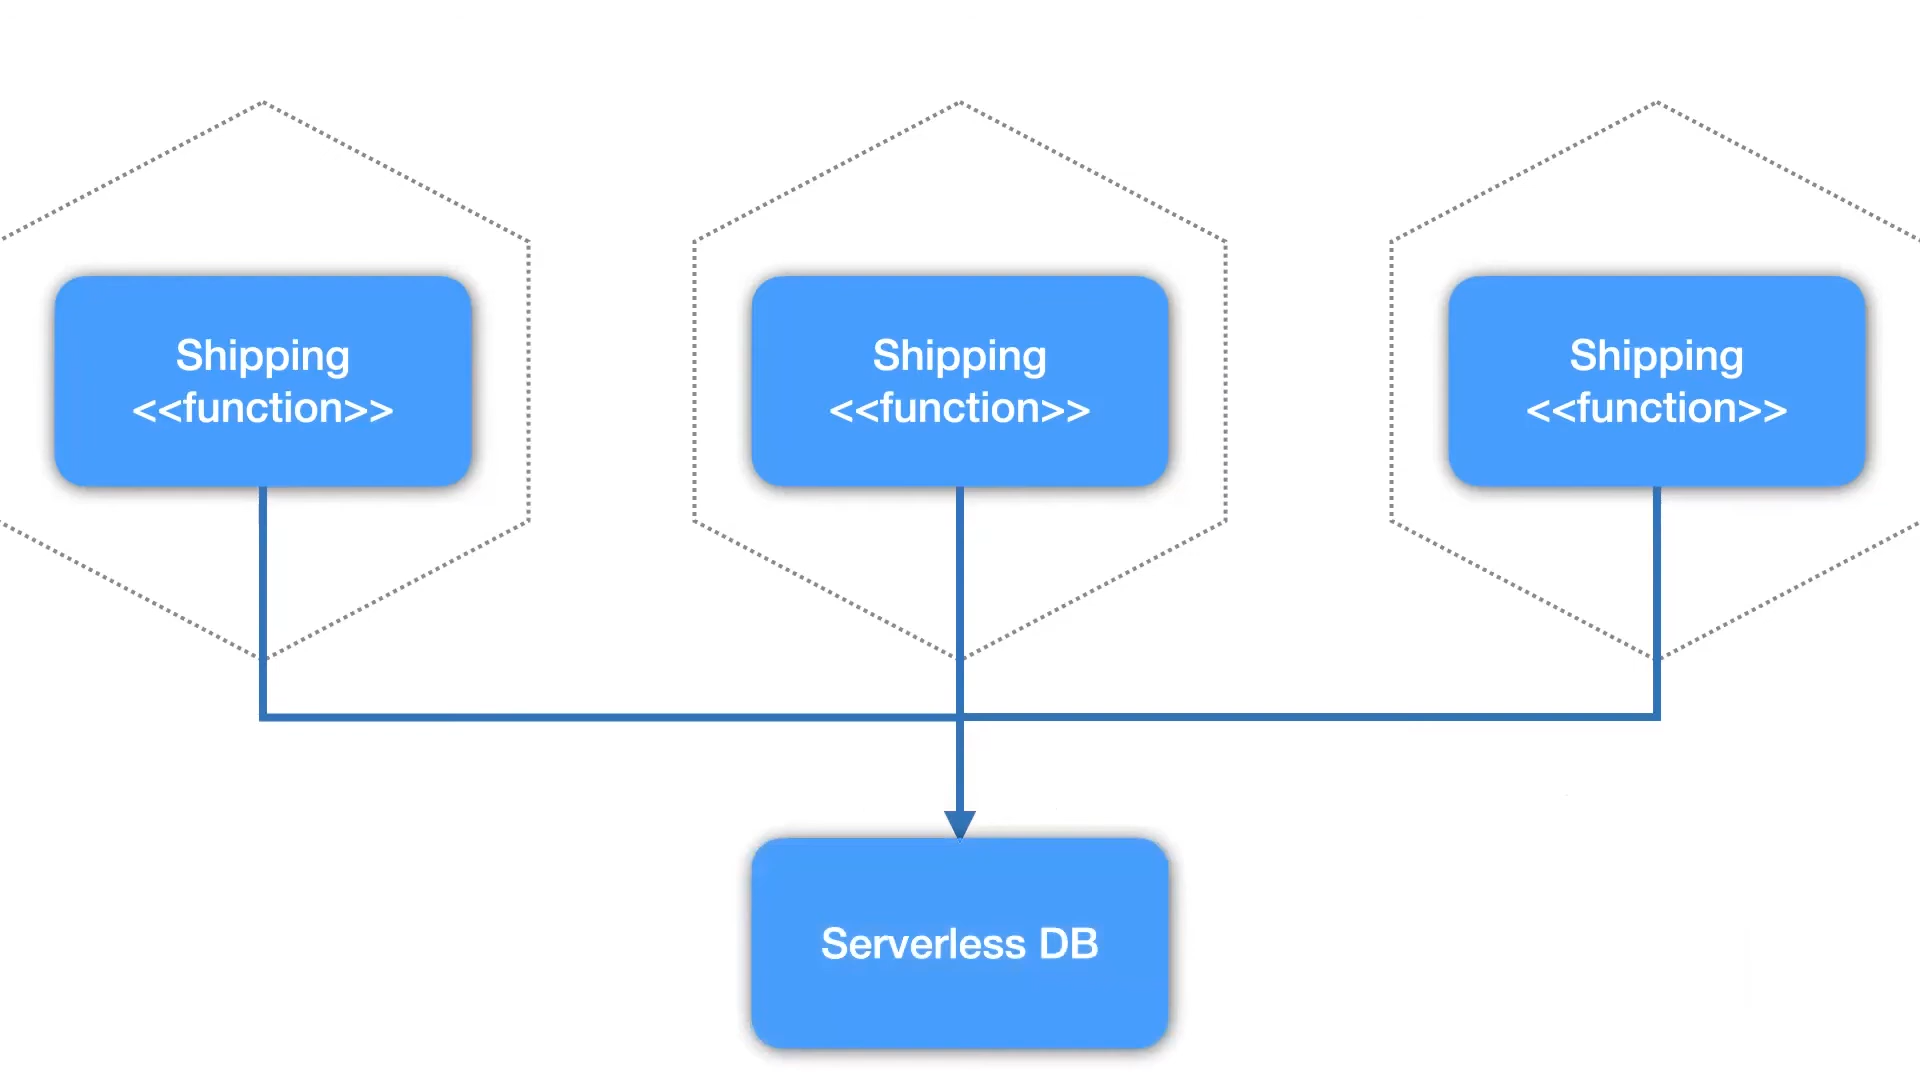 Shipping
<<function>>
Shipping
<<function>>
Shipping
<<function>>
Serverless DB